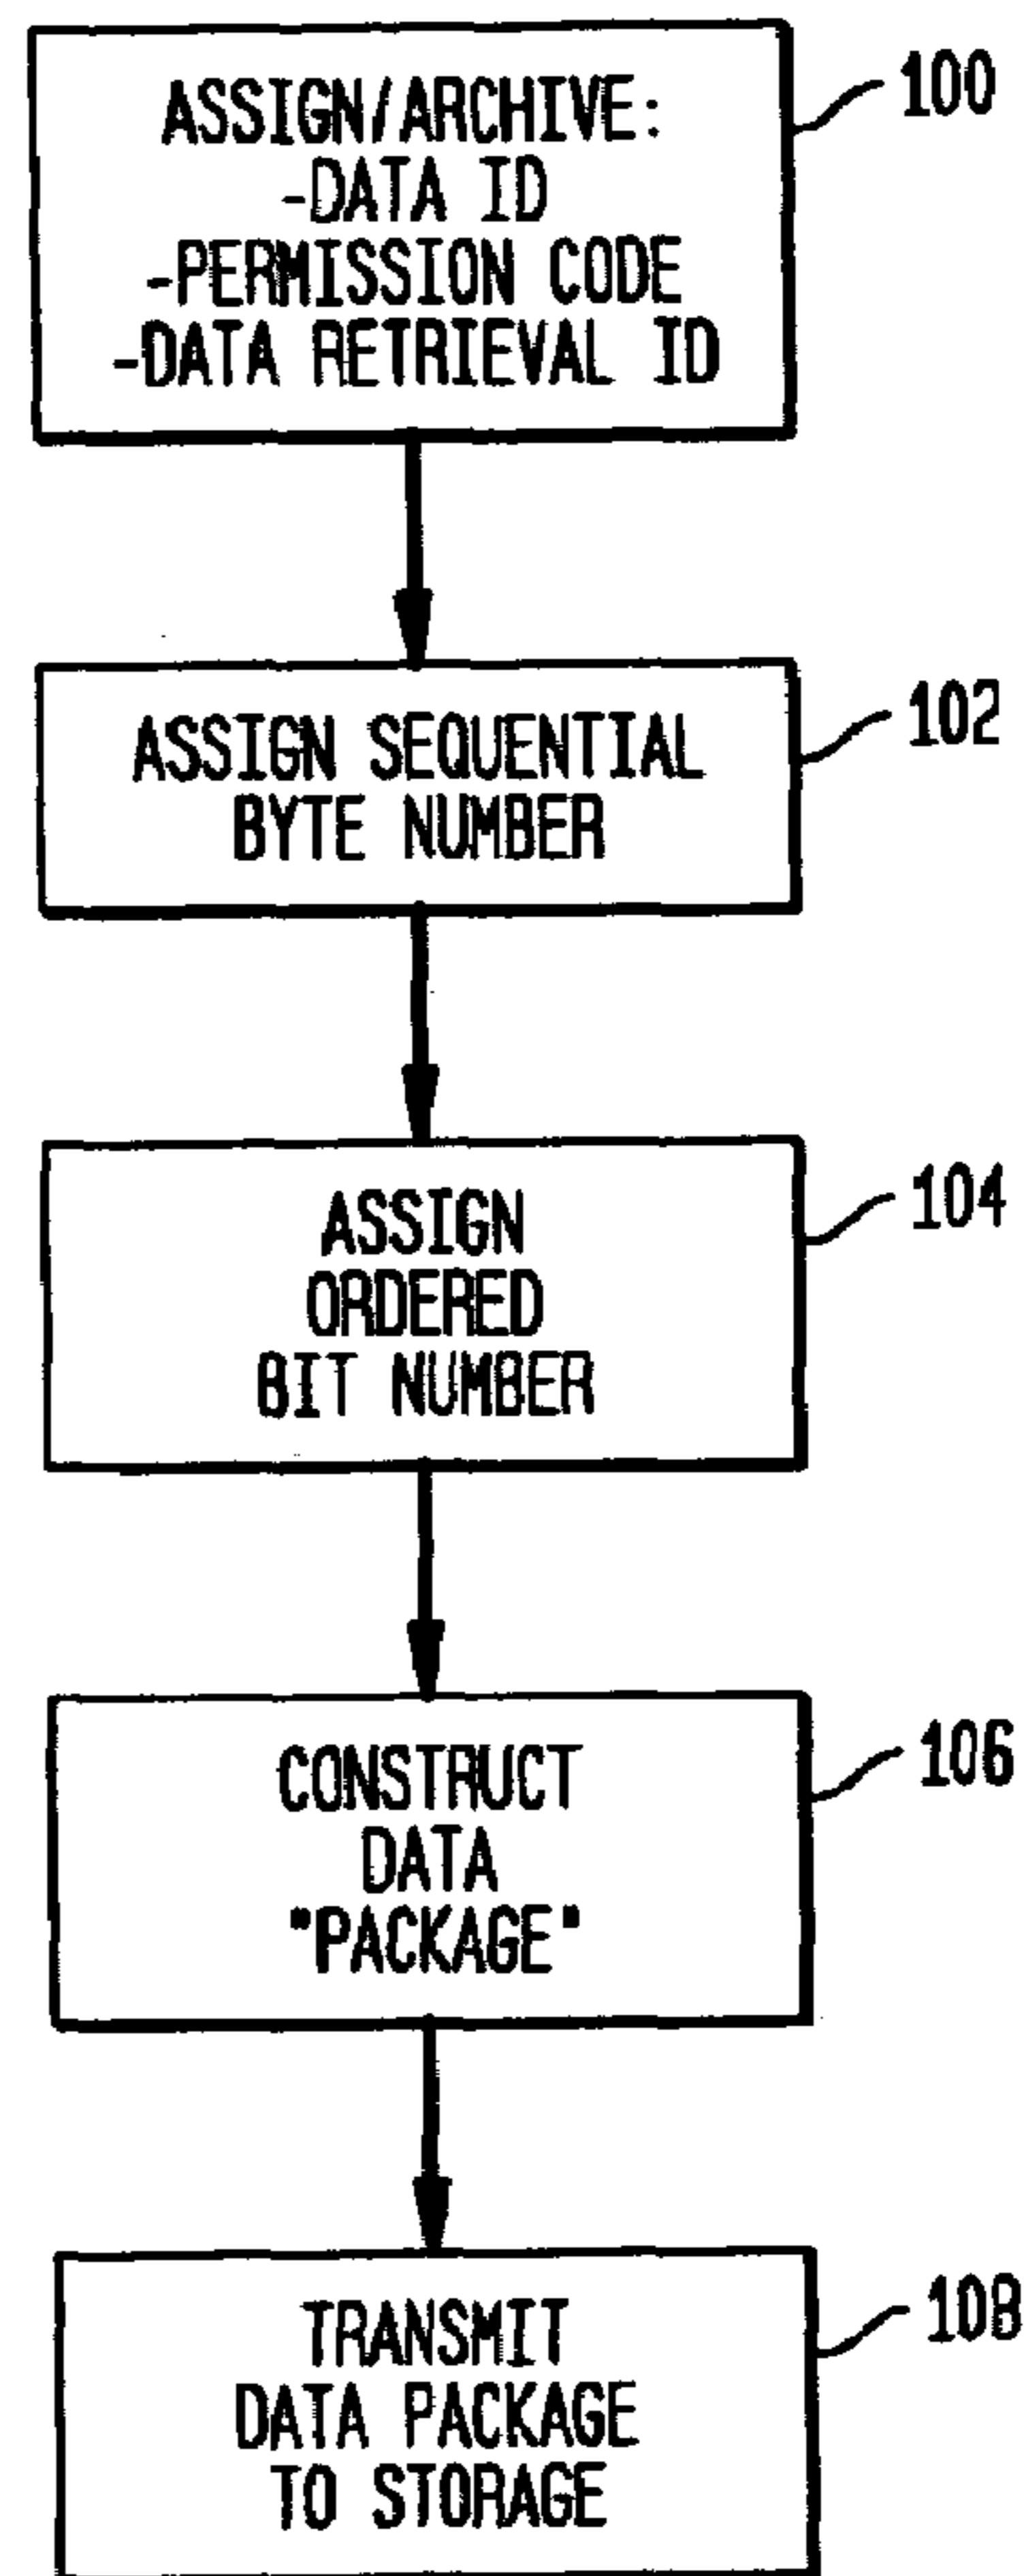 ASSIGN/ARCHIVE:
-DATA ID
-PERMISSION CODE
-DATA RETRIEVAL ID
100
ASSIGN SEQUENTIAL
BYTE NUMBER
102
ASSIGN
ORDERED
BIT NUMBER
104
CONSTRUCT
DATA
"PACKAGE"
106
TRANSMIT
DATA PACKAGE
TO STORAGE
108